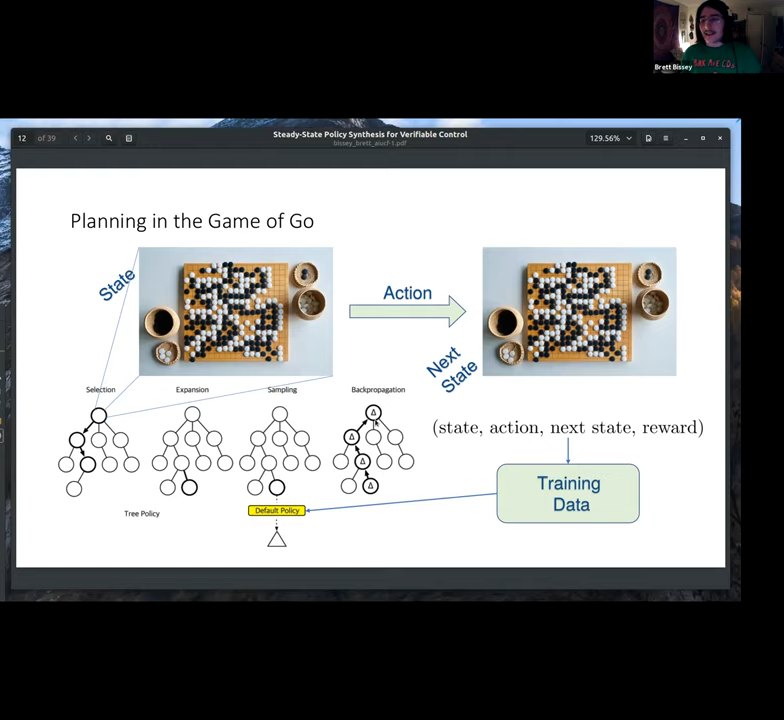 Brett Bissey
12 of 39
Steady-State Policy Synthesis for Verifiable Control
bissey_brett_aiucf-1.pdf
129.56%
Planning in the Game of Go
State
Action
Next
State
Selection
Expansion
Sampling
Backpropagation
(state, action, next state, reward)
Δ
Δ
Δ
Δ
Training
Data
Default Policy
Tree Policy